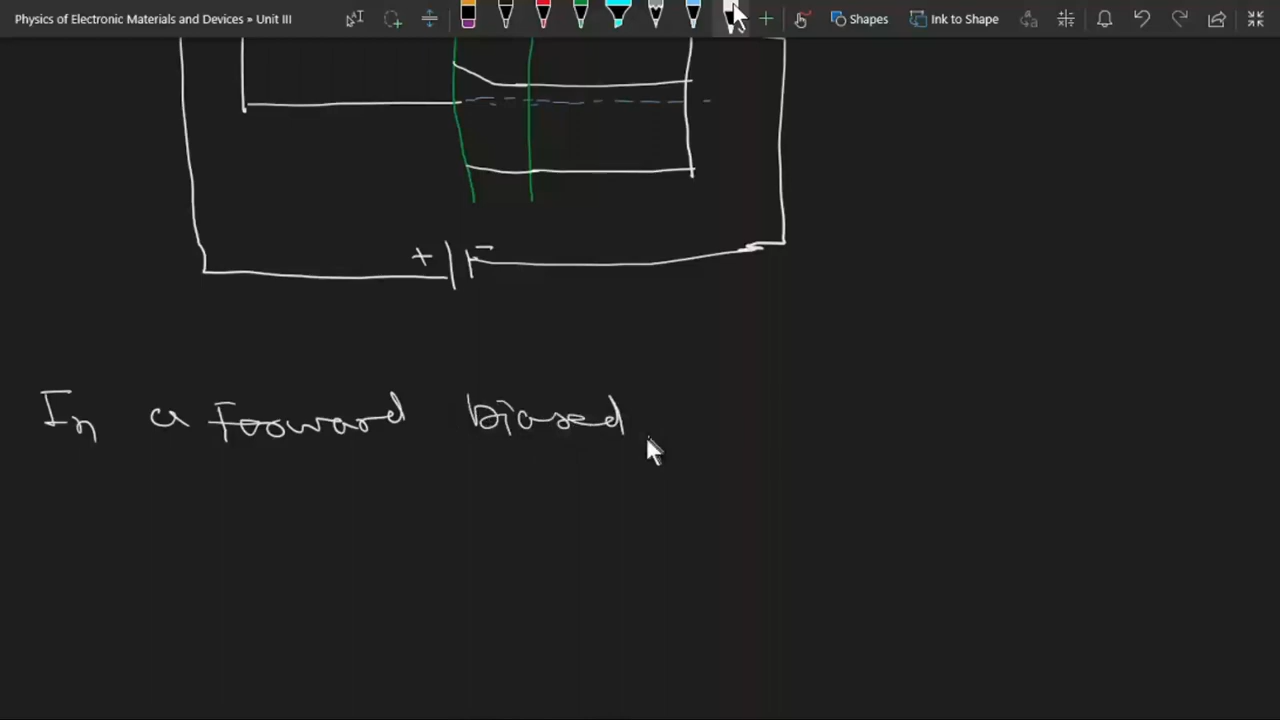 Physics of Electronic Materials and Devices » Unit III
Shapes
Ink to Shape
+ -
In a forward biased